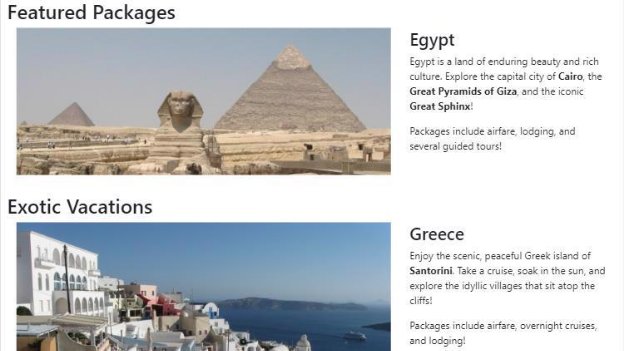 Featured Packages
Egypt
Egypt is a land of enduring beauty and rich
culture. Explore the capital city of Cairo, the
Great Pyramids of Giza, and the iconic
Great Sphinx!
Packages include airfare, lodging, and
several guided tours!
Exotic Vacations
Greece
Enjoy the scenic, peaceful Greek island of
Santorini. Take a cruise, soak in the sun, and
explore the idyllic villages that sit atop the
cliffs!
Packages include airfare, overnight cruises,
and lodging!